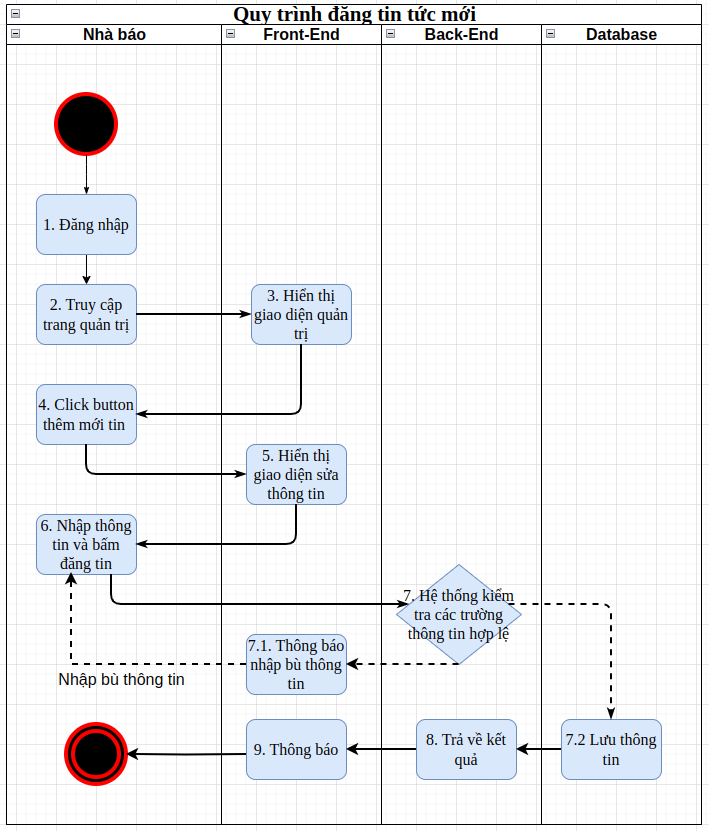 Quy trình đăng tin tức mới
Nhà báo
Front-End
Back-End
Database
1. Đăng nhập
2. Truy cập
trang quản trị
3. Hiển thị
giao diện quản
trị
4. Click button
thêm mới tin
5. Hiển thị
giao diện sửa
thông tin
6. Nhập thông
tin và bấm
đăng tin
7. Hệ thống kiểm
tra các trường
thông tin hợp lệ
7.1. Thông báo
nhập bù thông
tin
Nhập bù thông tin
7.2 Lưu thông
tin
8. Trả về kết
quả
9. Thông báo